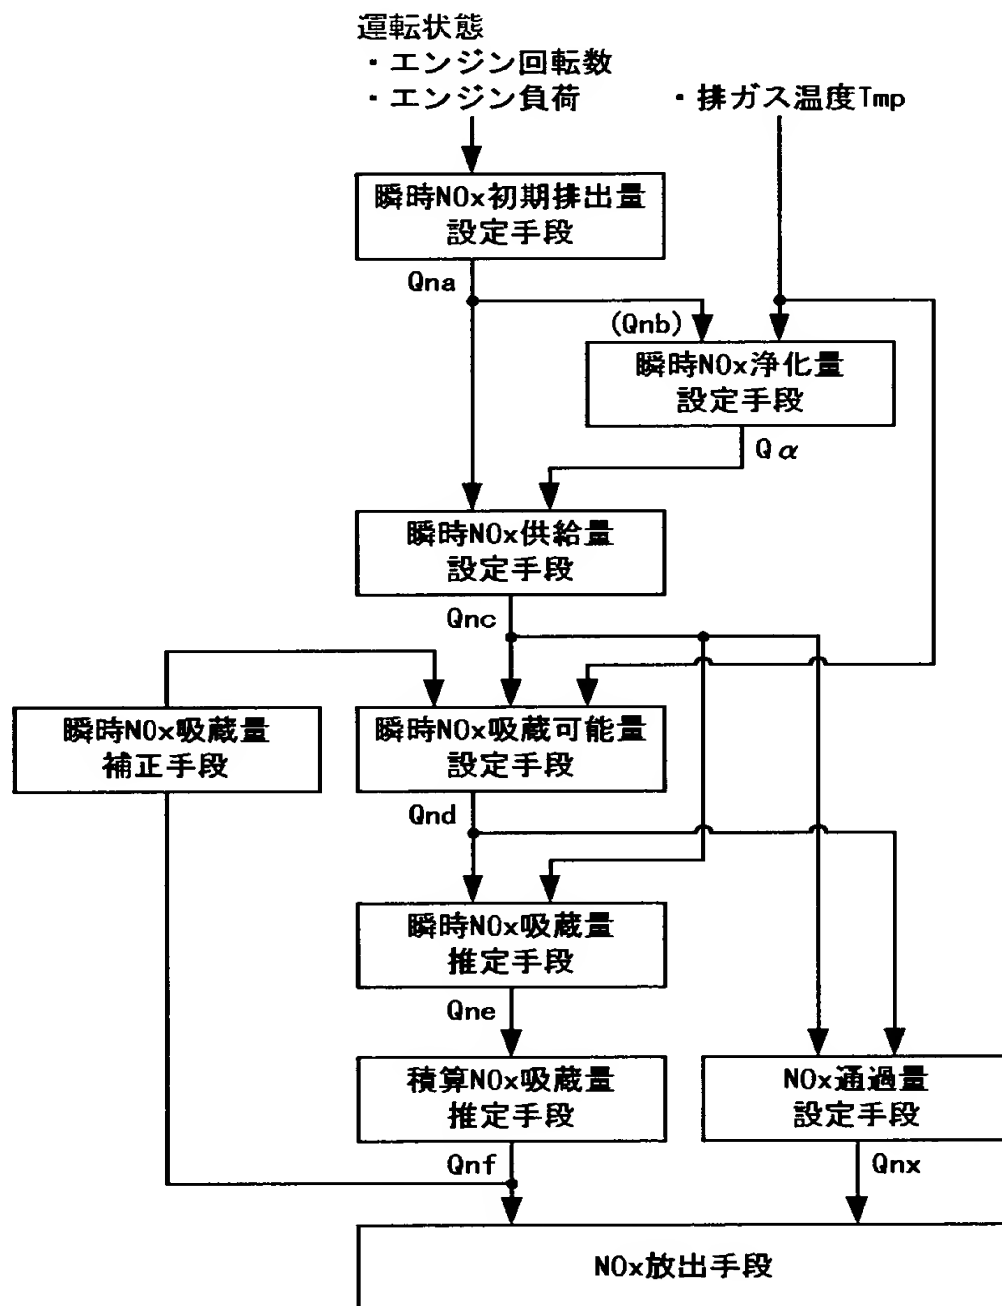 運転状態
・エンジン回転数
・エンジン負荷
・排ガス温度Tmp
瞬時NOx初期排出量
設定手段
Qna
(Qnb)
瞬時NOx浄化量
設定手段
Qα
瞬時NOx供給量
設定手段
Qnc
瞬時NOx吸蔵量
補正手段
瞬時NOx吸蔵可能量
設定手段
Qnd
瞬時NOx吸蔵量
推定手段
Qne
積算NOx吸蔵量
推定手段
NOx通過量
設定手段
Qnf
Qnx
NOx放出手段